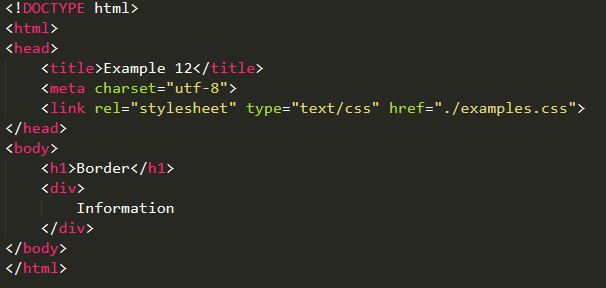 <!DOCTYPE html>
<html>
<head>
<title>Example 12</title>
<meta charset="utf-8">
<link rel="stylesheet" type="text/css" href="./examples.css">
</head>
<body>
<h1>Border</h1>
<div>
Information
</div>
</body>
</html>